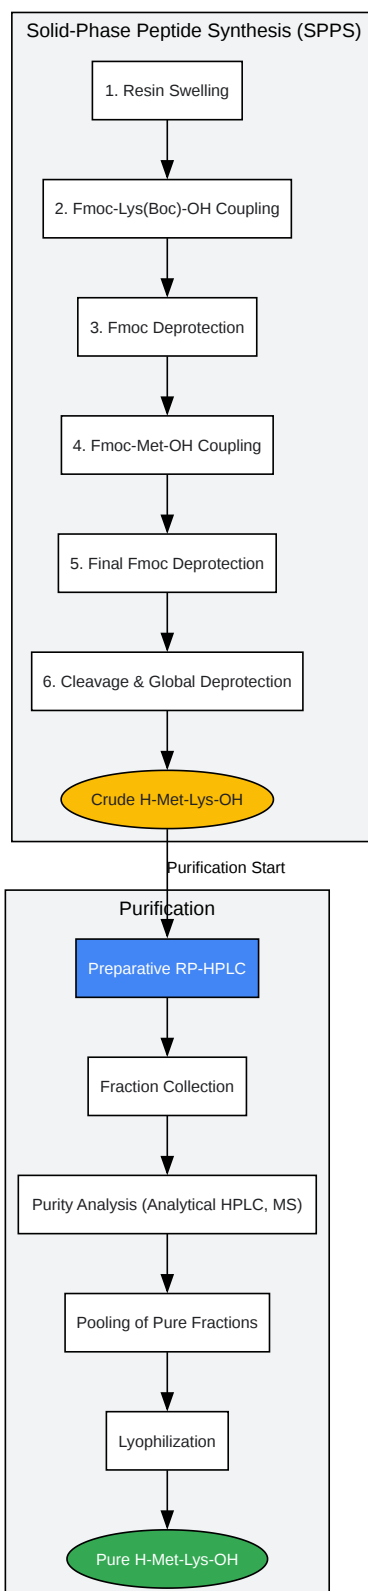 Solid-Phase Peptide Synthesis (SPPS)
1. Resin Swelling
2. Fmoc-Lys(Boc)-OH Coupling
3. Fmoc Deprotection
4. Fmoc-Met-OH Coupling
5. Final Fmoc Deprotection
6. Cleavage & Global Deprotection
Crude H-Met-Lys-OH
Purification Start
Purification
Preparative RP-HPLC
Fraction Collection
Purity Analysis (Analytical HPLC, MS)
Pooling of Pure Fractions
Lyophilization
Pure H-Met-Lys-OH